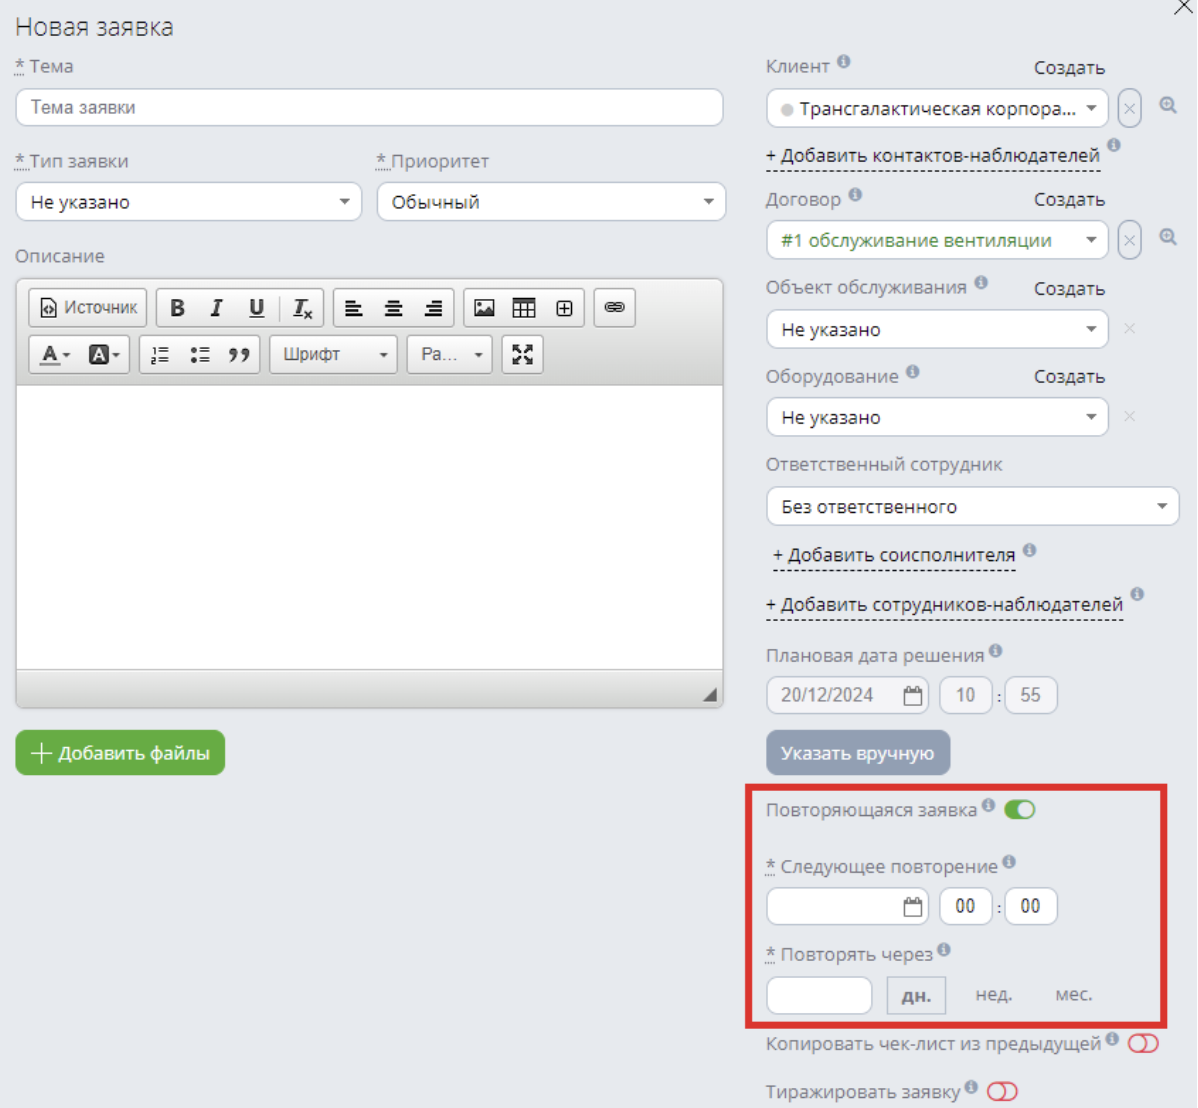 Новая заявка
* Тема
Тема заявки
* Тип заявки
* Приоритет
Не указано
Обычный
Описание
Источник
B I U Ix
A A
Шрифт
Ра...
+ Добавить файлы
Клиент
Создать
Трансгалактическая корпора...
+ Добавить контактов-наблюдателей
Договор
Создать
#1 обслуживание вентиляции
Объект обслуживания
Создать
Не указано
Оборудование
Создать
Не указано
Ответственный сотрудник
Без ответственного
+ Добавить соисполнителя
+ Добавить сотрудников-наблюдателей
Плановая дата решения
20/12/2024 10 : 55
Указать вручную
Повторяющаяся заявка
* Следующее повторение
00 : 00
* Повторять через
дн. нед. мес.
Копировать чек-лист из предыдущей
Тиражировать заявку